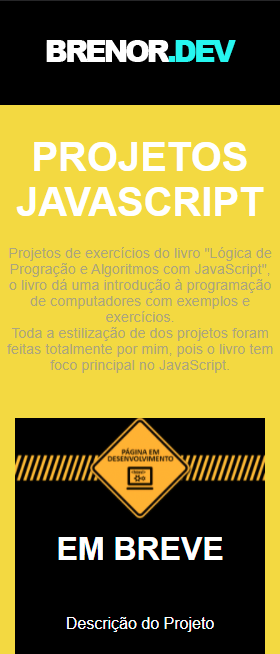 BRENOR.DEV
PROJETOS
JAVASCRIPT
Projetos de exercícios do livro "Lógica de
Progração e Algoritmos com JavaScript",
o livro dá uma introdução à programação
de computadores com exemplos e
exercícios.
Toda a estilização de dos projetos foram
feitas totalmente por mim, pois o livro tem
foco principal no JavaScript.
PÁGINA EM
DESENVOLVIMENTO
EM BREVE
Descrição do Projeto